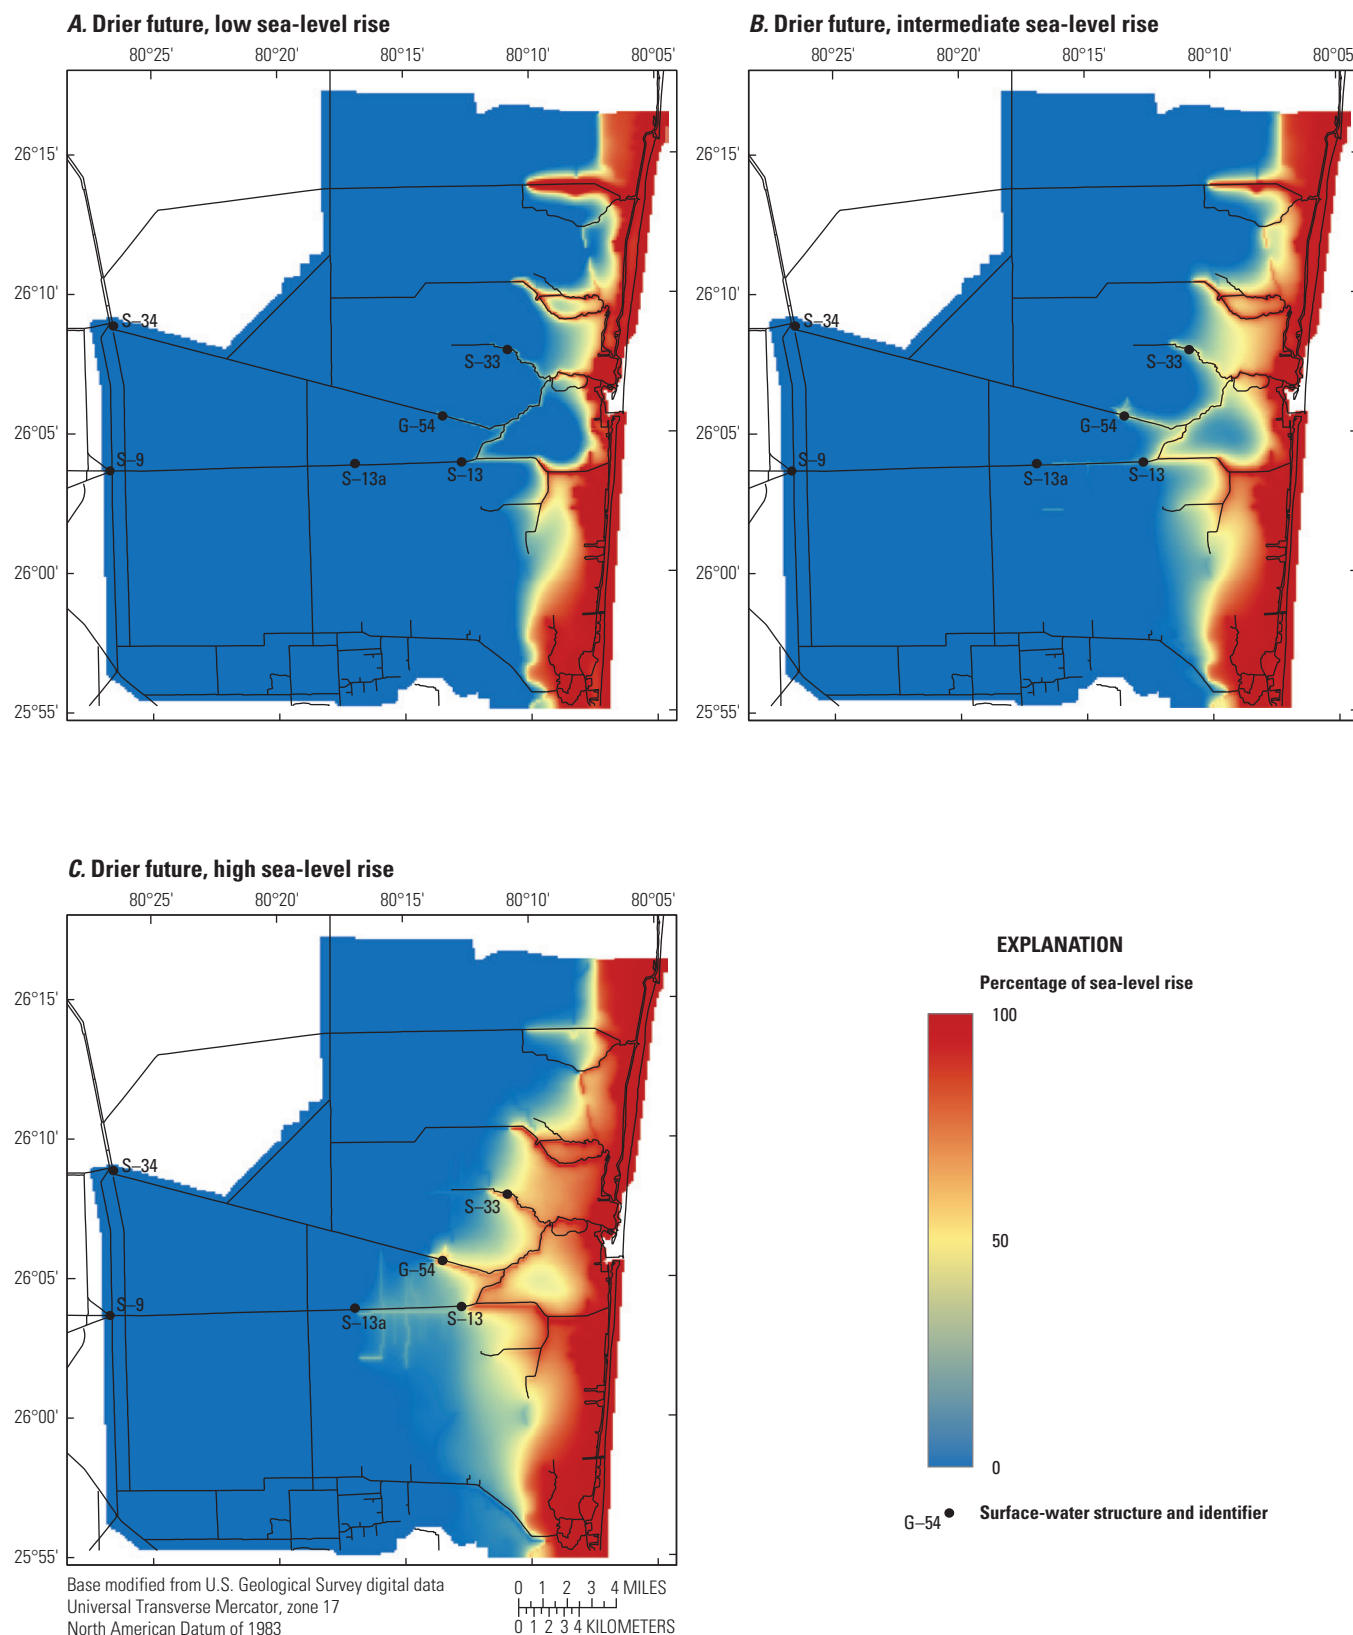 A. Drier future, low sea-level rise
80°25' 80°20' 80°15' 80°10' 80°05'
26°15'
26°10'
26°05'
26°00'
25°55'
S–34
S–33
G–54
S–9
S–13a
S–13
B. Drier future, intermediate sea-level rise
80°25' 80°20' 80°15' 80°10' 80°05'
26°15'
26°10'
26°05'
26°00'
25°55'
S–34
S–33
G–54
S–9
S–13a
S–13
C. Drier future, high sea-level rise
80°25' 80°20' 80°15' 80°10' 80°05'
26°15'
26°10'
26°05'
26°00'
25°55'
S–34
S–33
G–54
S–9
S–13a
S–13
EXPLANATION
Percentage of sea-level rise
100
50
0
G–54 Surface-water structure and identifier
Base modified from U.S. Geological Survey digital data
Universal Transverse Mercator, zone 17
North American Datum of 1983
0 1 2 3 4 MILES
0 1 2 3 4 KILOMETERS